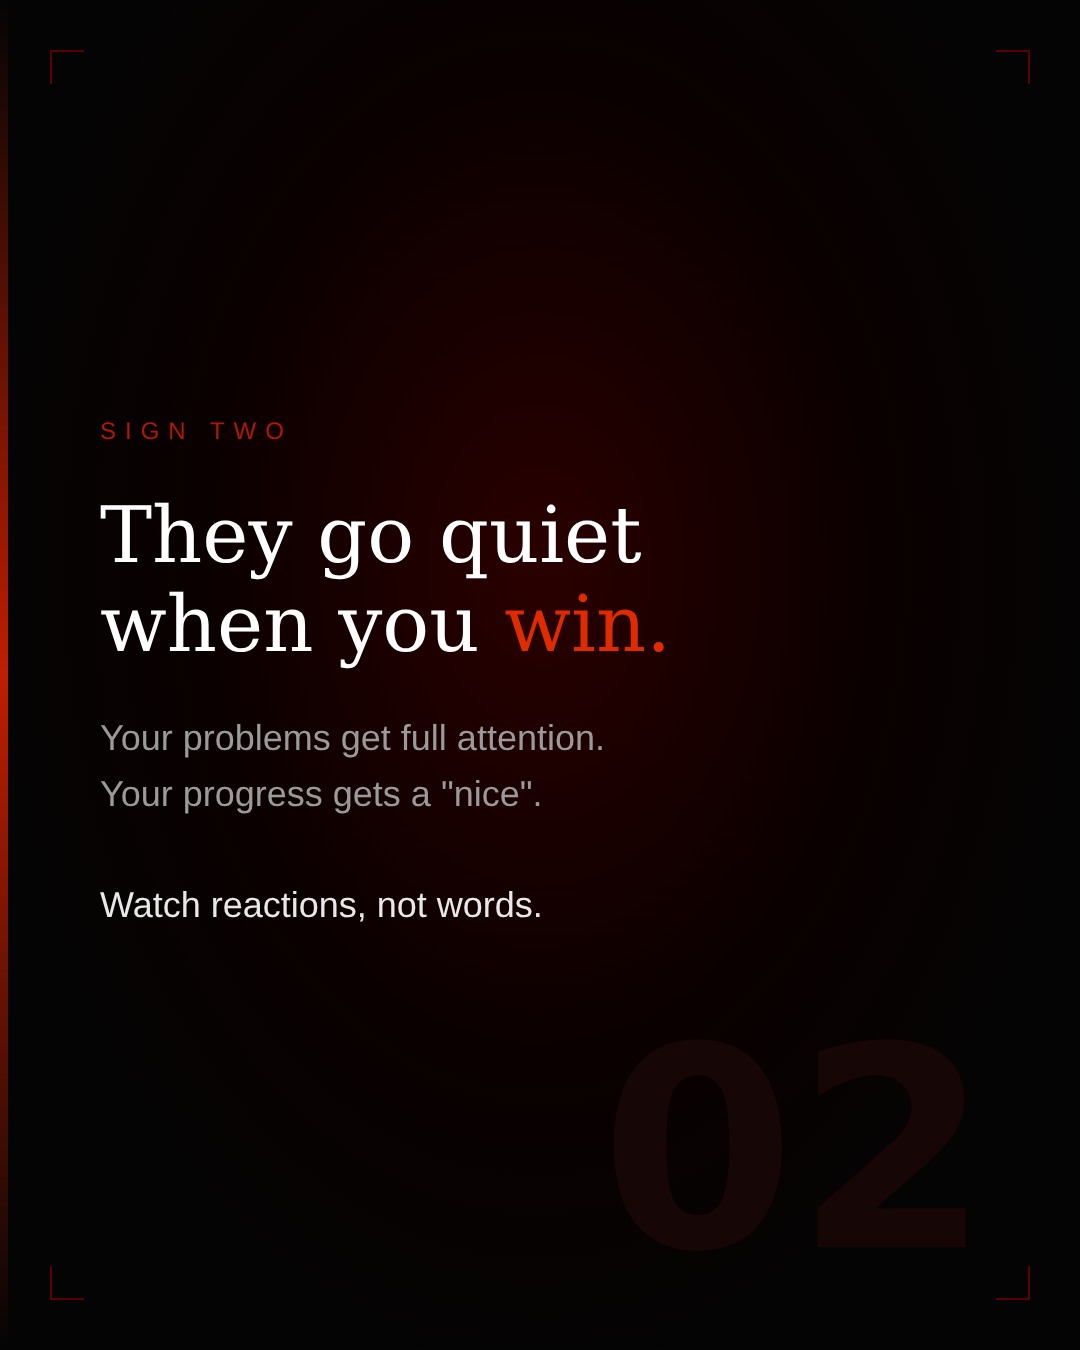 SIGN TWO
They go quiet
when you win.
Your problems get full attention.
Your progress gets a "nice".
Watch reactions, not words.
02